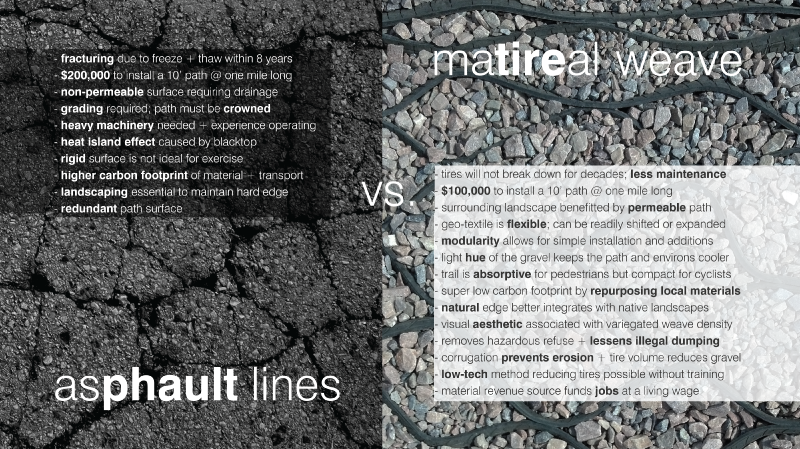 - fracturing due to freeze + thaw within 8 years
- $200,000 to install a 10' path @ one mile long
- non-permeable surface requiring drainage
- grading required; path must be crowned
- heavy machinery needed + experience operating
- heat island effect caused by blacktop
- rigid surface is not ideal for exercise
- higher carbon footprint of material + transport
- landscaping essential to maintain hard edge
- redundant path surface
asphault lines
vs.
matireal weave
- tires will not break down for decades; less maintenance
- $100,000 to install a 10' path @ one mile long
- surrounding landscape benefitted by permeable path
- geo-textile is flexible; can be readily shifted or expanded
- modularity allows for simple installation and additions
- light hue of the gravel keeps the path and environs cooler
- trail is absorptive for pedestrians but compact for cyclists
- super low carbon footprint by repurposing local materials
- natural edge better integrates with native landscapes
- visual aesthetic associated with variegated weave density
- removes hazardous refuse + lessens illegal dumping
- corrugation prevents erosion + tire volume reduces gravel
- low-tech method reducing tires possible without training
- material revenue source funds jobs at a living wage